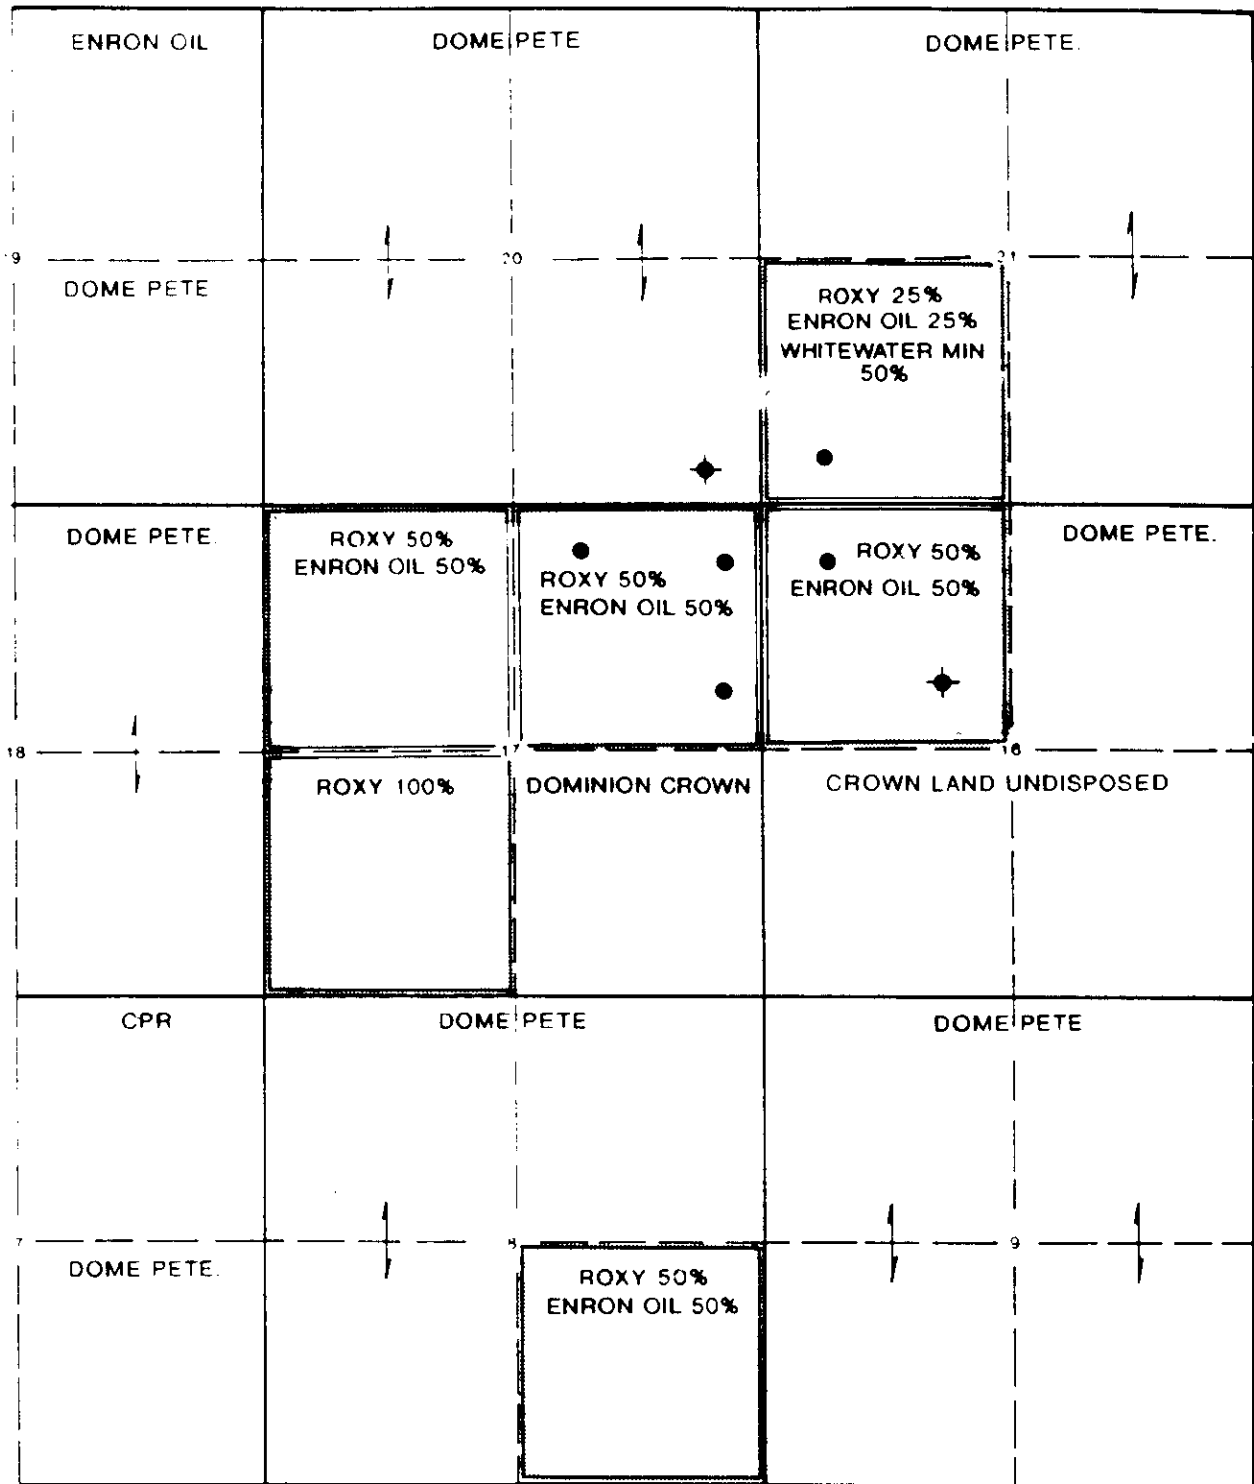 ENRON OIL
DOME PETE
DOME PETE.
19
20
21
DOME PETE
ROXY 25%
ENRON OIL 25%
WHITEWATER MIN
50%
DOME PETE.
ROXY 50%
ENRON OIL 50%
ROXY 50%
ENRON OIL 50%
ROXY 50%
ENRON OIL 50%
DOME PETE.
18
17
16
ROXY 100%
DOMINION CROWN
CROWN LAND UNDISPOSED
CPR
DOME PETE
DOME PETE
7
8
9
DOME PETE.
ROXY 50%
ENRON OIL 50%